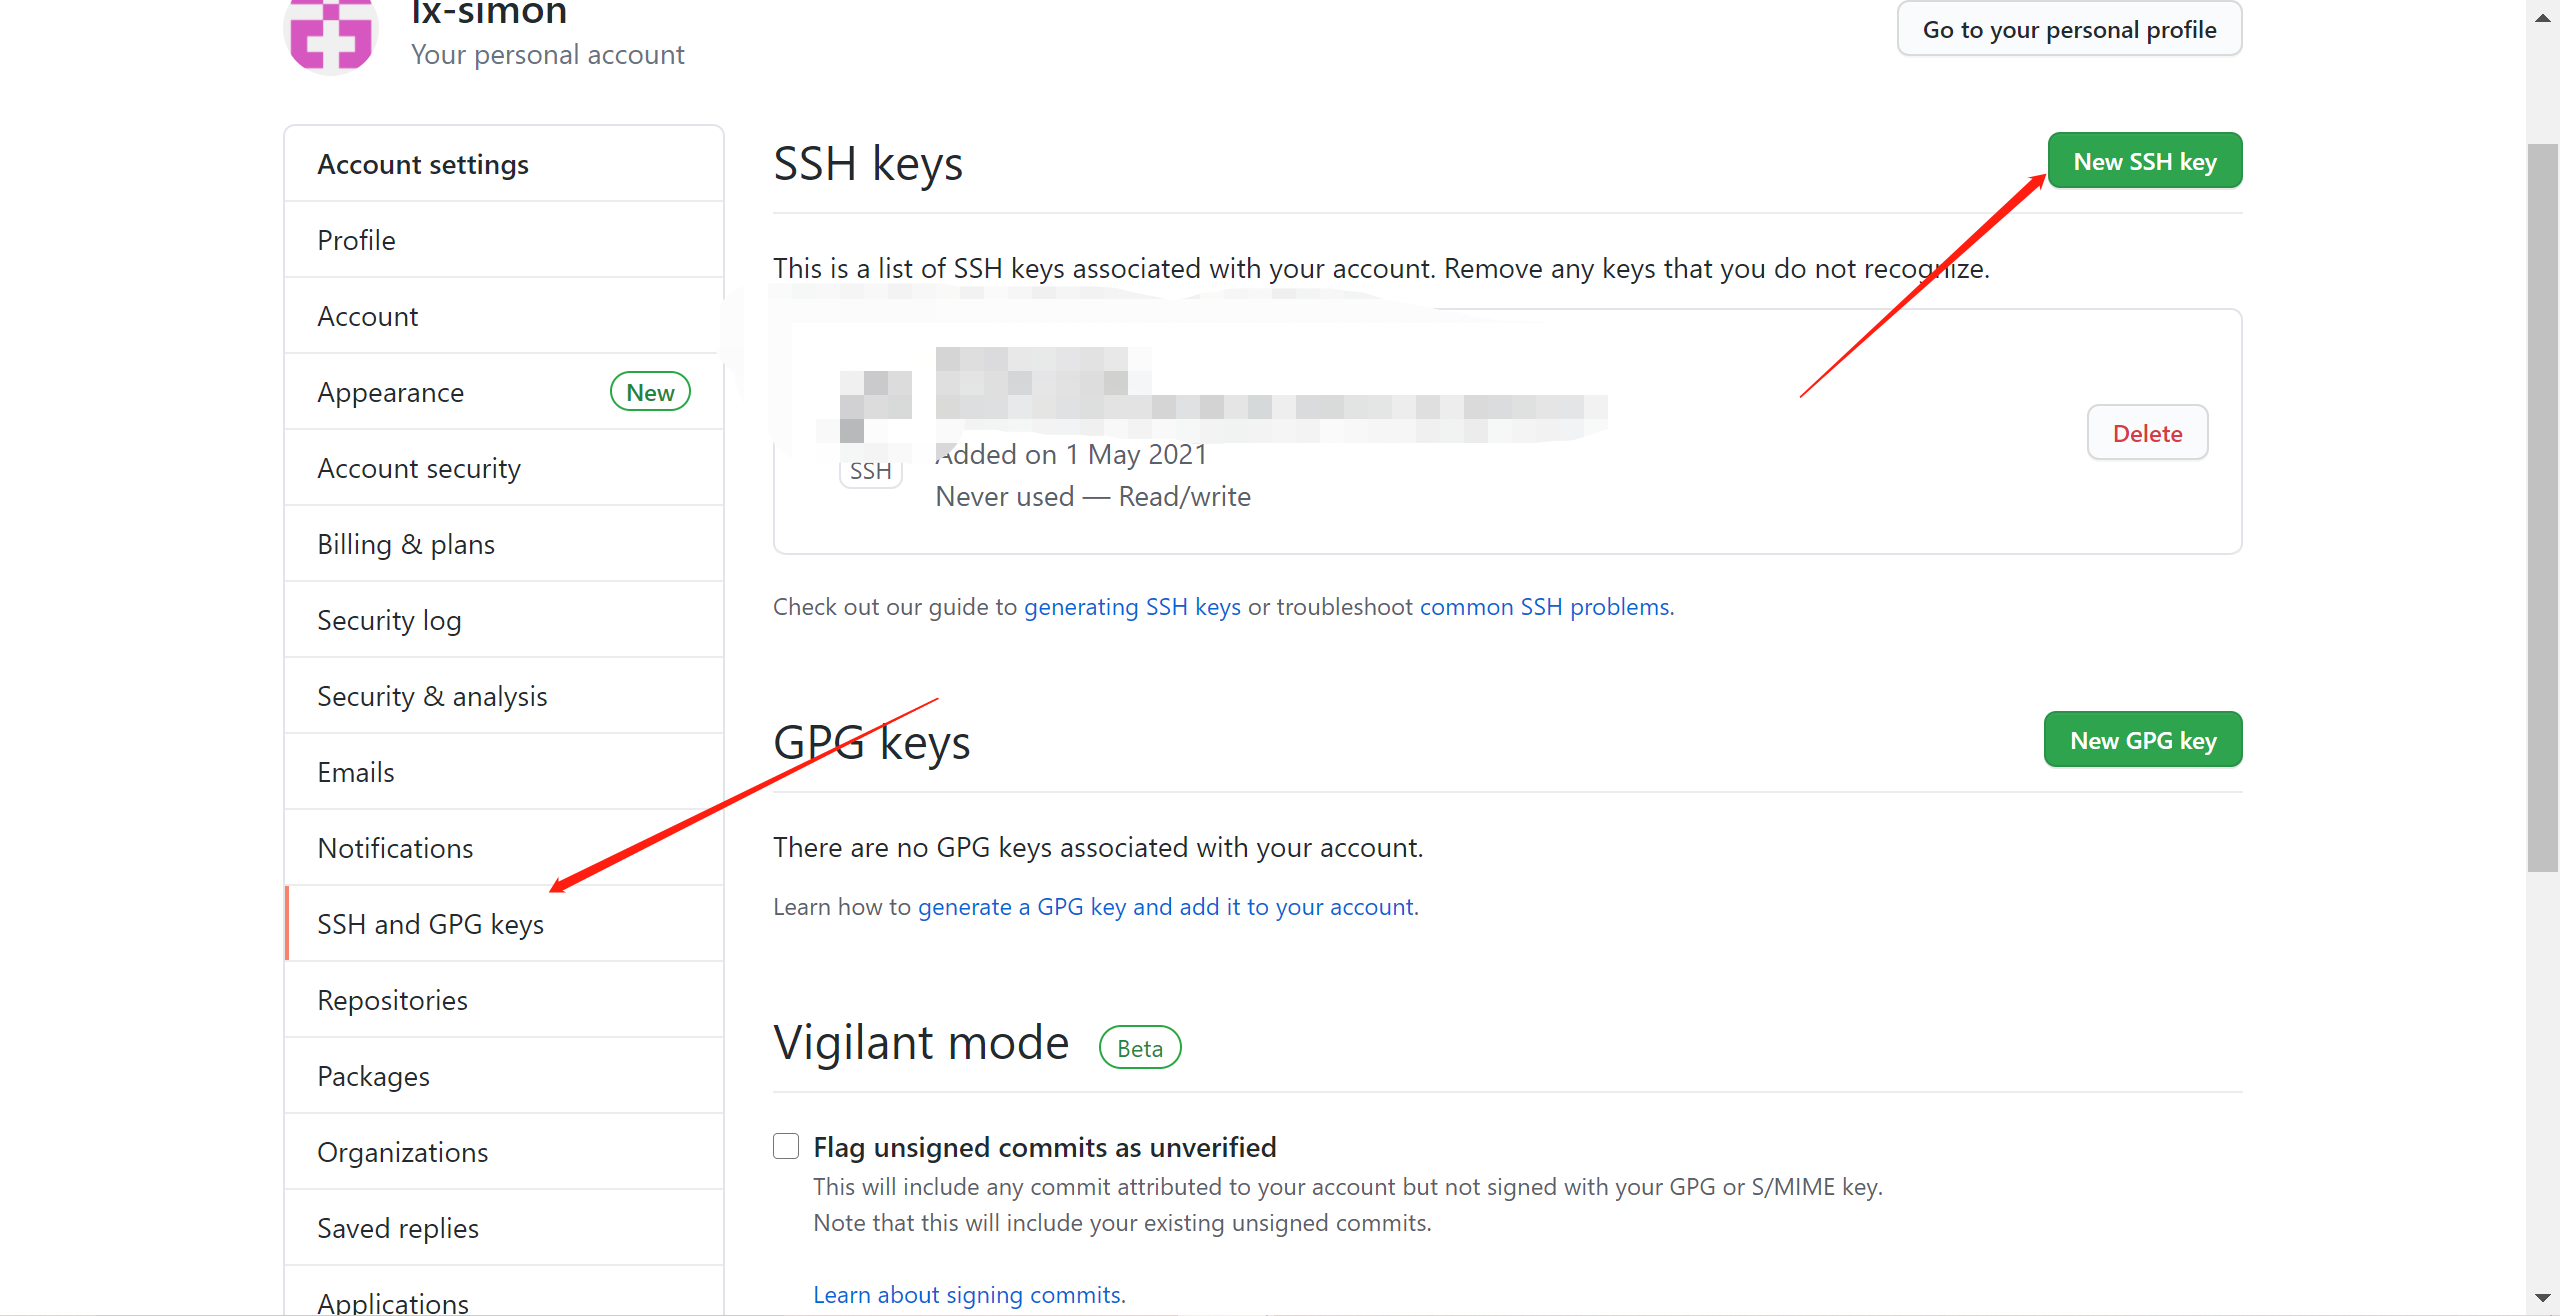 lx-simon
Your personal account
Go to your personal profile
Account settings
Profile
Account
Appearance New
Account security
Billing & plans
Security log
Security & analysis
Emails
Notifications
SSH and GPG keys
Repositories
Packages
Organizations
Saved replies
Applications
SSH keys
New SSH key
This is a list of SSH keys associated with your account. Remove any keys that you do not recognize.
SSH
Added on 1 May 2021
Never used — Read/write
Delete
Check out our guide to generating SSH keys or troubleshoot common SSH problems.
GPG keys
New GPG key
There are no GPG keys associated with your account.
Learn how to generate a GPG key and add it to your account.
Vigilant mode Beta
Flag unsigned commits as unverified
This will include any commit attributed to your account but not signed with your GPG or S/MIME key.
Note that this will include your existing unsigned commits.
Learn about signing commits.